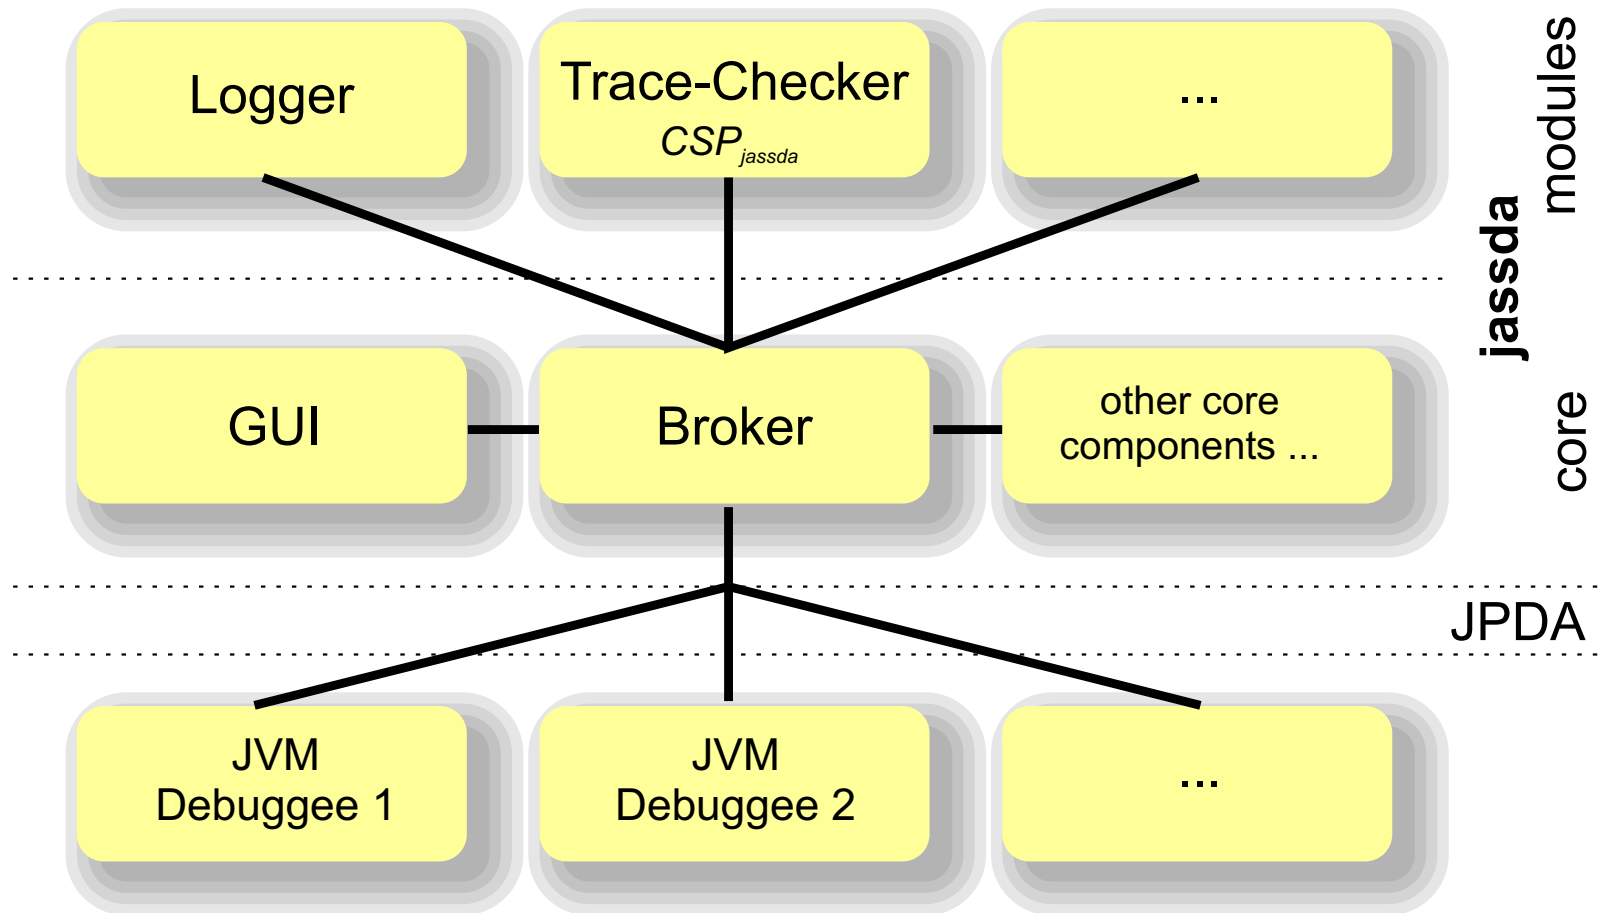 Logger
Trace-Checker
CSPjassda
...
modules
jassda
GUI
Broker
other core
components ...
core
JPDA
JVM
Debuggee 1
JVM
Debuggee 2
...